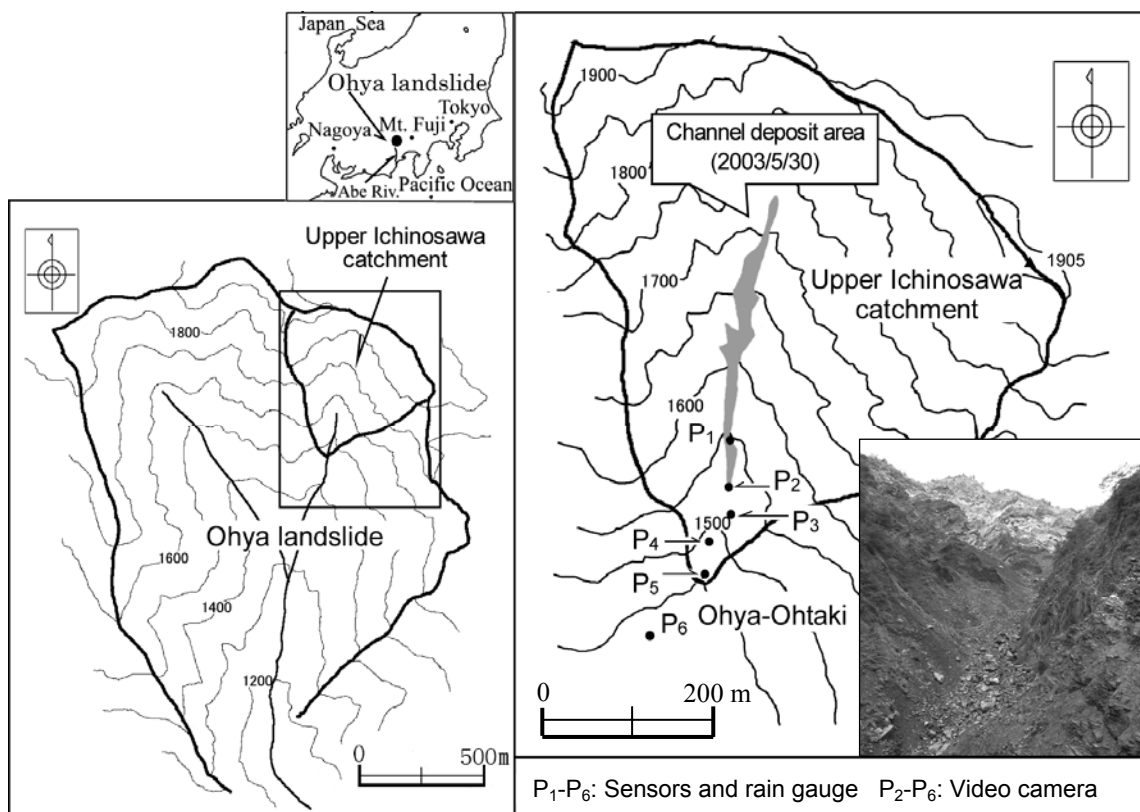 Japan Sea
Ohya landslide
Tokyo
Nagoya
Mt. Fuji
Abe Riv.
Pacific Ocean
Upper Ichinosawa
catchment
1800
Ohya landslide
1600
1400
1200
0
500m
1900
Channel deposit area
(2003/5/30)
1800
1905
1700
Upper Ichinosawa
catchment
1600
P1
P2
1500
P3
P4
P5
P6
Ohya-Ohtaki
0
200 m
P1-P6: Sensors and rain gauge P2-P6: Video camera